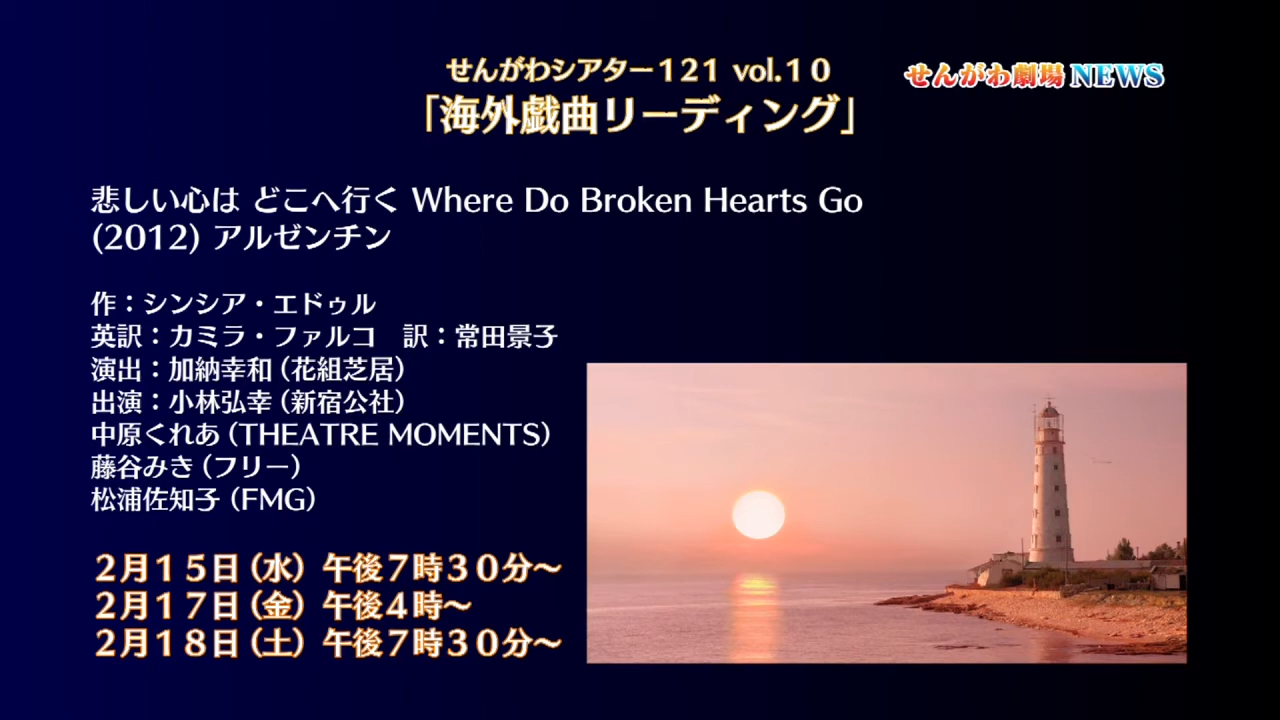 せんがわシアター121 vol.10
せんがわ劇場 NEWS
「海外戯曲リーディング」
悲しい心は どこへ行く Where Do Broken Hearts Go
(2012) アルゼンチン
作：シンシア・エドゥル
英訳：カミラ・ファルコ　訳：常田景子
演出：加納幸和（花組芝居）
出演：小林弘幸（新宿公社）
中原くれあ（THEATRE MOMENTS）
藤谷みき（フリー）
松浦佐知子（FMG）
２月１５日（水）午後７時３０分～
２月１７日（金）午後４時～
２月１８日（土）午後７時３０分～